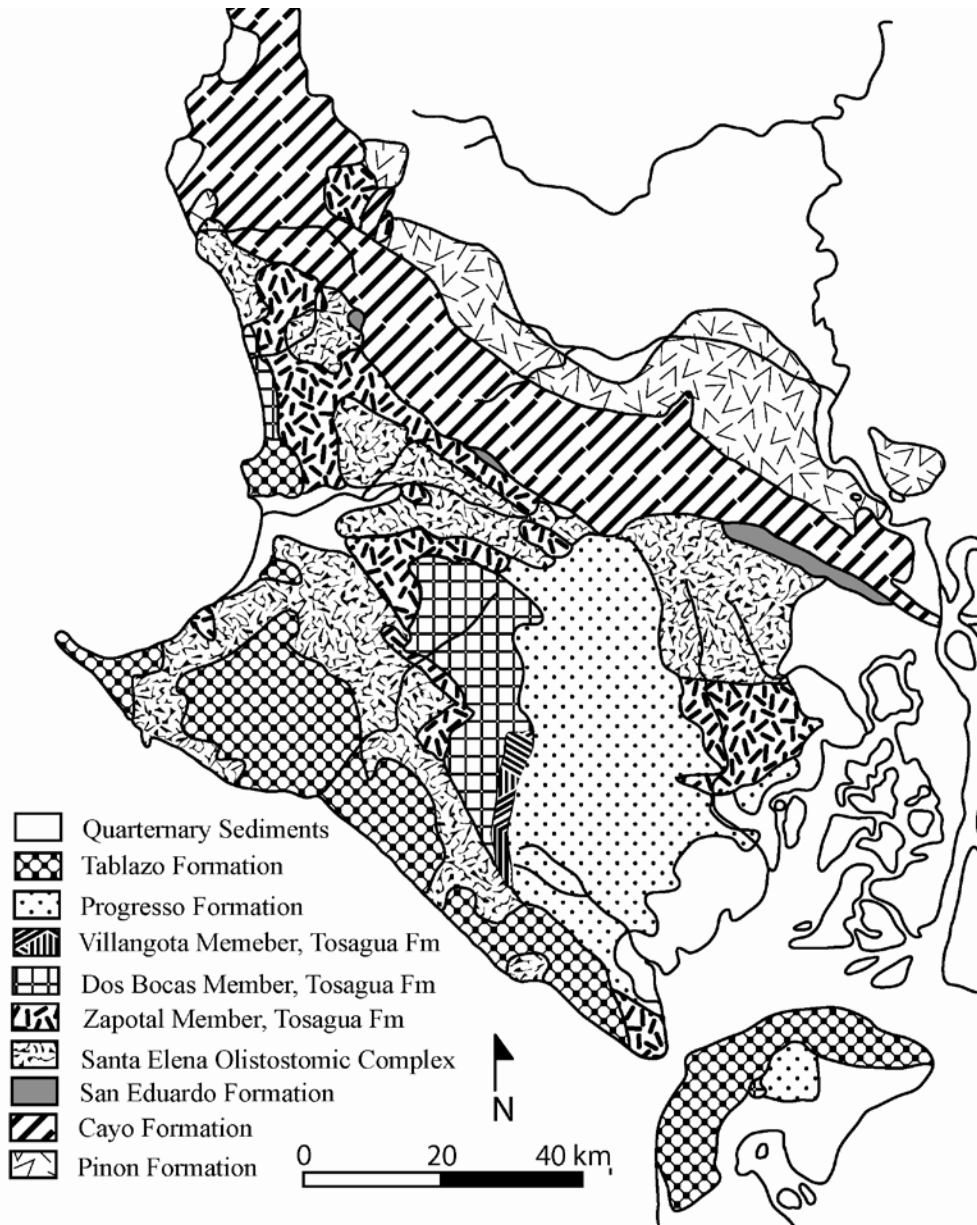 Quarternary Sediments
Tablazo Formation
Progresso Formation
Villangota Memeber, Tosagua Fm
Dos Bocas Member, Tosagua Fm
Zapotal Member, Tosagua Fm
Santa Elena Olistostomic Complex
San Eduardo Formation
Cayo Formation
Pinon Formation
N
0 20 40 km